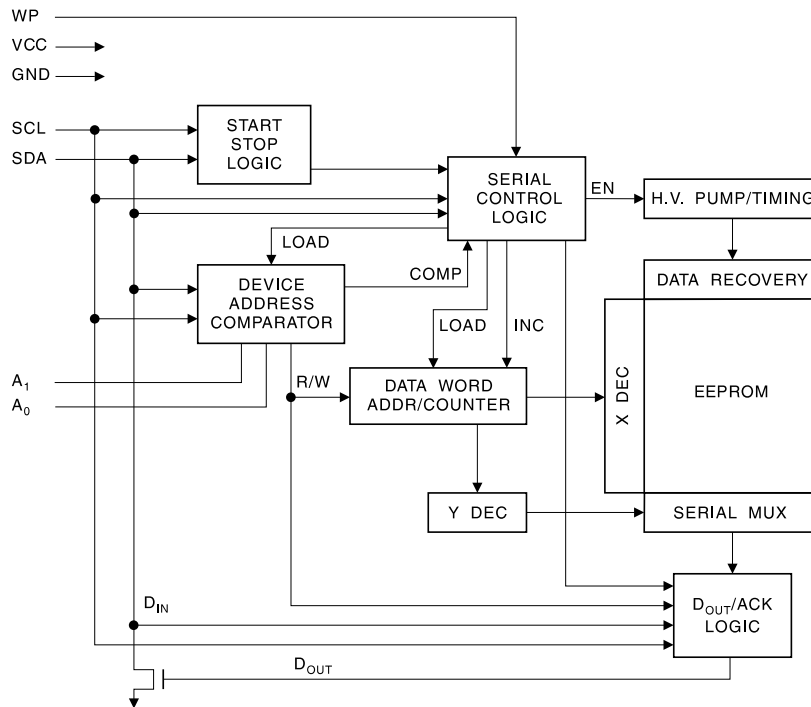 WP
VCC
GND
SCL
SDA
START
STOP
LOGIC
SERIAL
CONTROL
LOGIC
EN
H.V. PUMP/TIMING
LOAD
COMP
DEVICE
ADDRESS
COMPARATOR
DATA RECOVERY
LOAD
INC
A1
A0
R/W
DATA WORD
ADDR/COUNTER
X DEC
EEPROM
Y DEC
SERIAL MUX
DIN
DOUT/ACK
LOGIC
DOUT